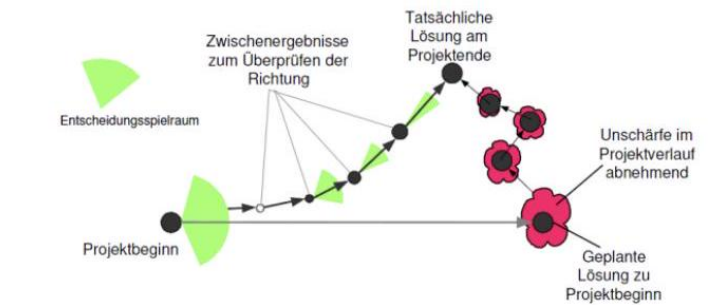 Tatsächliche
Lösung am
Projektende
Zwischenergebnisse
zum Überprüfen der
Richtung
Entscheidungsspielraum
Unschärfe im
Projektverlauf
abnehmend
Projektbeginn
Geplante
Lösung zu
Projektbeginn